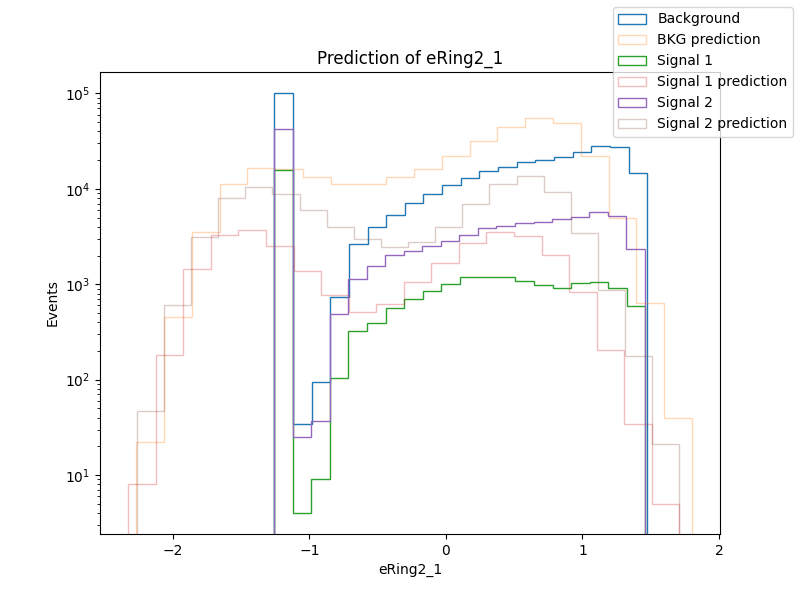 Prediction of eRing2_1
Background
BKG prediction
Signal 1
Signal 1 prediction
Signal 2
Signal 2 prediction
Events
10^5
10^4
10^3
10^2
10^1
−2
−1
0
1
2
eRing2_1